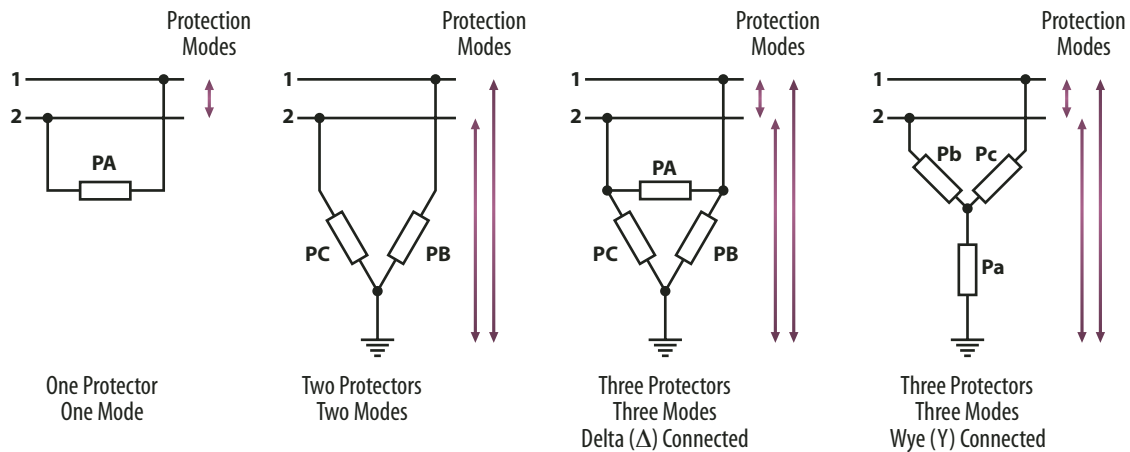 Protection
Modes
1
2
PA
One Protector
One Mode
Protection
Modes
1
2
PC
PB
Two Protectors
Two Modes
Protection
Modes
1
2
PA
PC
PB
Three Protectors
Three Modes
Delta (Δ) Connected
Protection
Modes
1
2
Pb
Pc
Pa
Three Protectors
Three Modes
Wye (Y) Connected